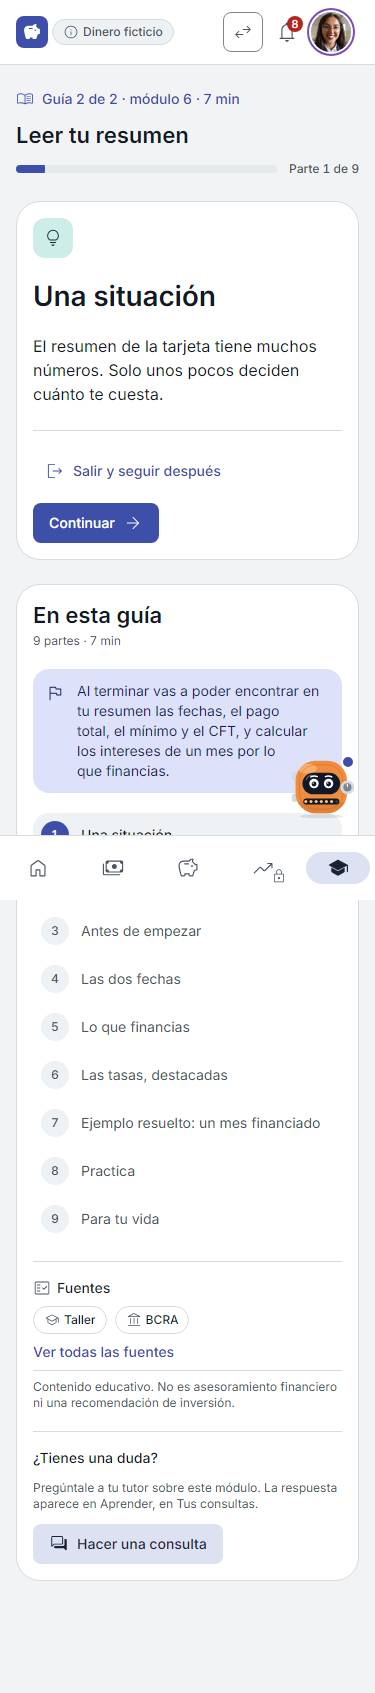 Dinero ficticio
8
Guía 2 de 2 · módulo 6 · 7 min
Leer tu resumen
Parte 1 de 9
Una situación
El resumen de la tarjeta tiene muchos
números. Solo unos pocos deciden
cuánto te cuesta.
Salir y seguir después
Continuar
En esta guía
9 partes · 7 min
Al terminar vas a poder encontrar en
tu resumen las fechas, el pago
total, el mínimo y el CFT, y calcular
los intereses de un mes por lo
que financias.
1 Una situación
3 Antes de empezar
4 Las dos fechas
5 Lo que financias
6 Las tasas, destacadas
7 Ejemplo resuelto: un mes financiado
8 Practica
9 Para tu vida
Fuentes
Taller BCRA
Ver todas las fuentes
Contenido educativo. No es asesoramiento financiero
ni una recomendación de inversión.
¿Tienes una duda?
Pregúntale a tu tutor sobre este módulo. La respuesta
aparece en Aprender, en Tus consultas.
Hacer una consulta